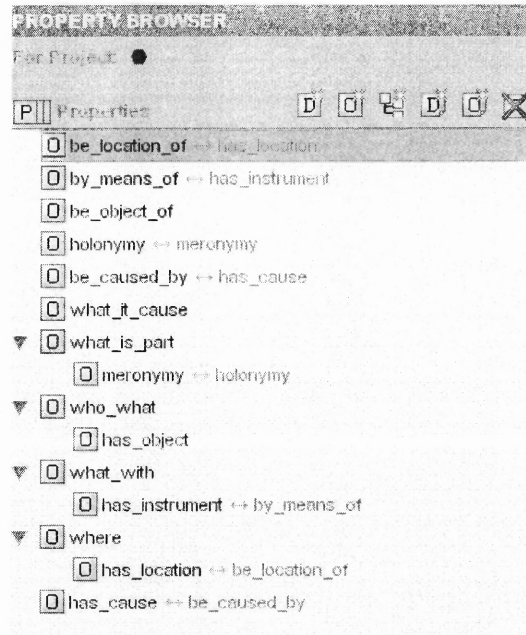 PROPERTY BROWSER
For Project:
P Properties D O D O
O be_location_of ↔ has_location
O by_means_of ↔ has_instrument
O be_object_of
O holonymy ↔ meronymy
O be_caused_by ↔ has_cause
O what_it_cause
O what_is_part
O meronymy ↔ holonymy
O who_what
O has_object
O what_with
O has_instrument ↔ by_means_of
O where
O has_location ↔ be_location_of
O has_cause ↔ be_caused_by